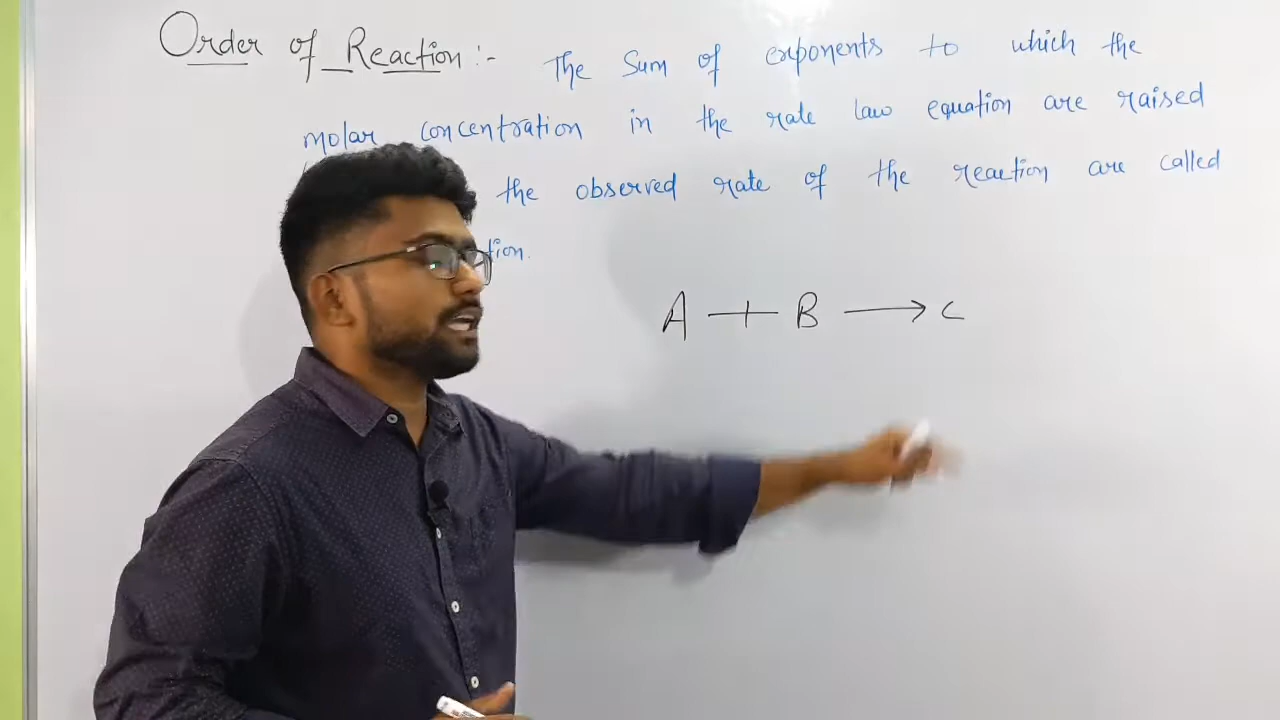 Order of Reaction :- The Sum of exponents to which the
molar concentration in the rate law equation are raised
the observed rate of the reaction are called
tion.
A + B → C